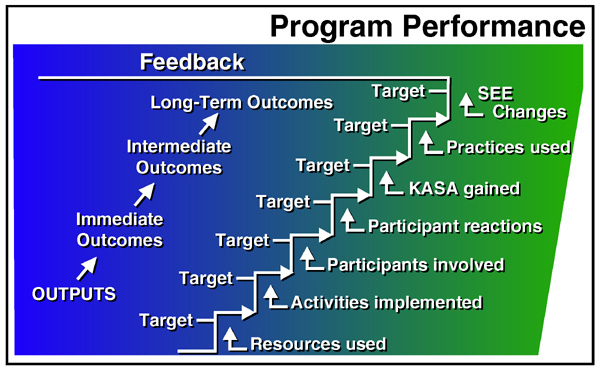 Program Performance
Feedback
Target
SEE
Changes
Long-Term Outcomes
Target
Practices used
Intermediate
Outcomes
Target
KASA gained
Target
Participant reactions
Immediate
Outcomes
Target
Participants involved
Target
Activities implemented
OUTPUTS
Target
Resources used